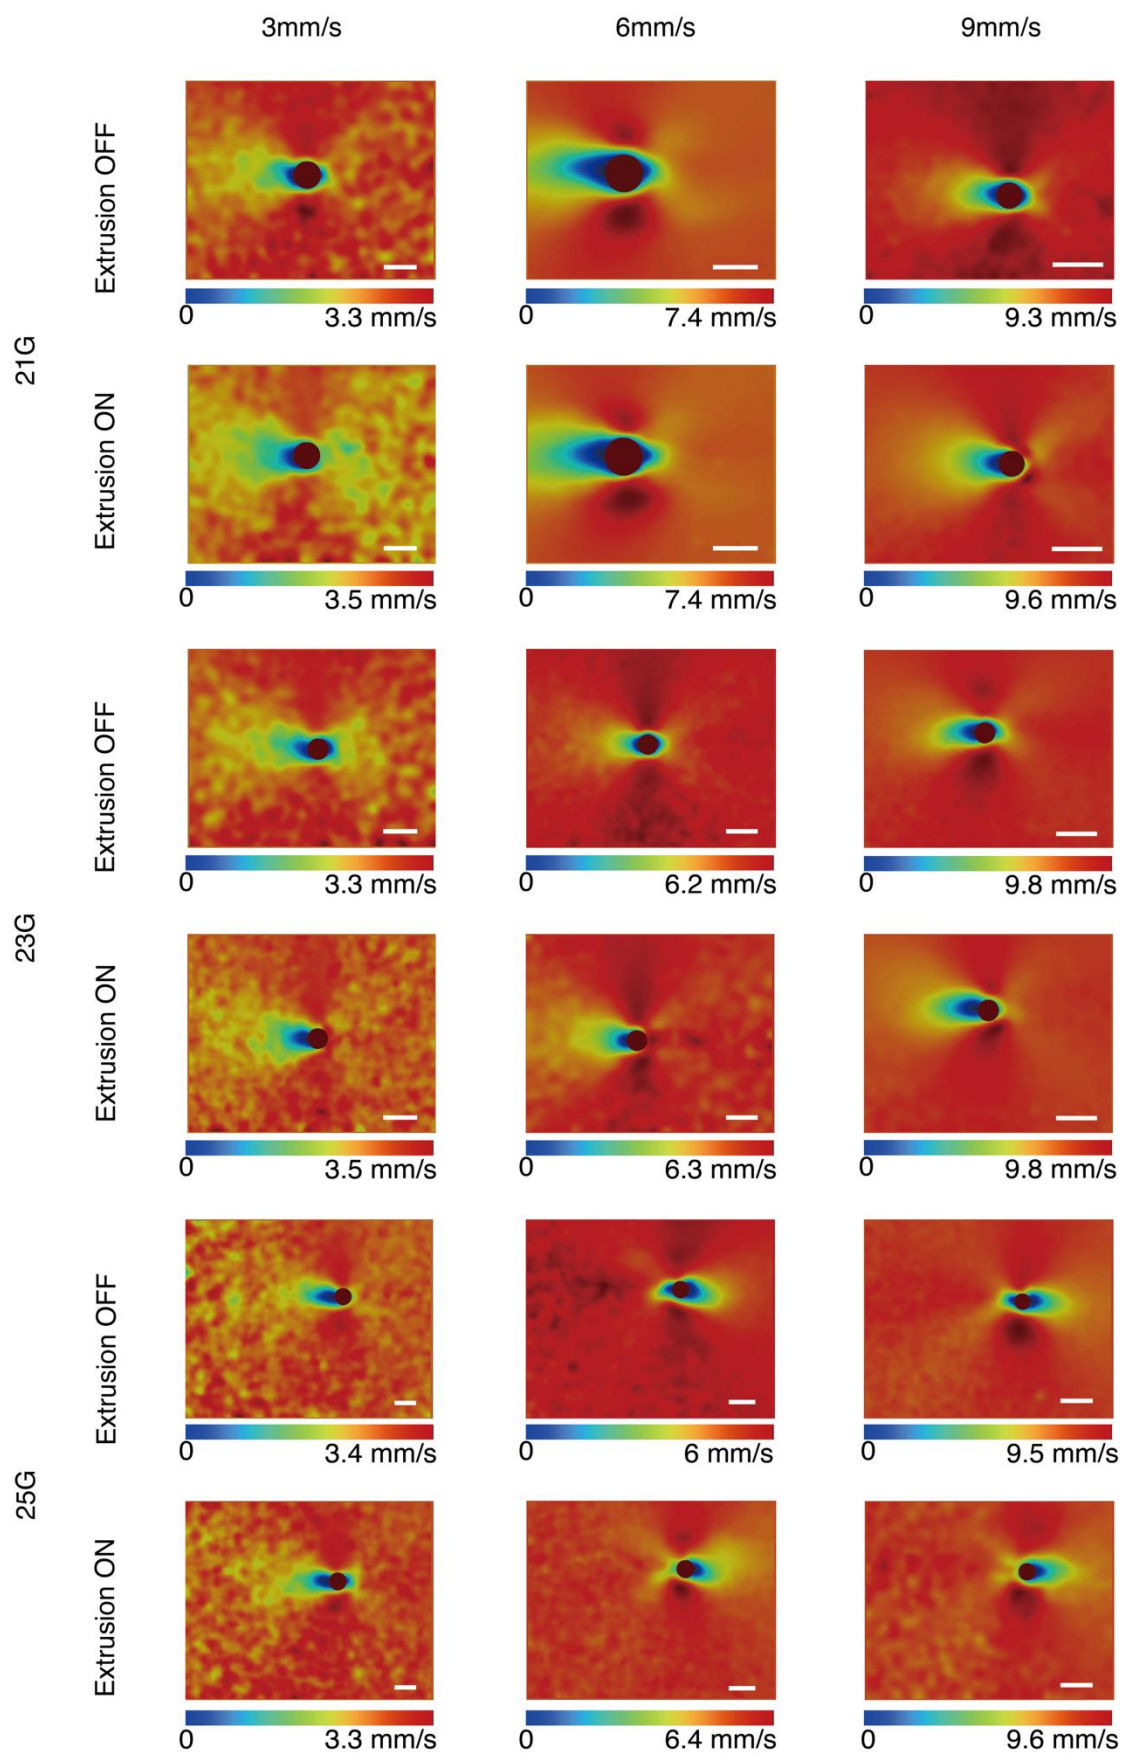 3mm/s 6mm/s 9mm/s
21G
Extrusion OFF
0 3.3 mm/s 0 7.4 mm/s 0 9.3 mm/s
Extrusion ON
0 3.5 mm/s 0 7.4 mm/s 0 9.6 mm/s
23G
Extrusion OFF
0 3.3 mm/s 0 6.2 mm/s 0 9.8 mm/s
Extrusion ON
0 3.5 mm/s 0 6.3 mm/s 0 9.8 mm/s
25G
Extrusion OFF
0 3.4 mm/s 0 6 mm/s 0 9.5 mm/s
Extrusion ON
0 3.3 mm/s 0 6.4 mm/s 0 9.6 mm/s